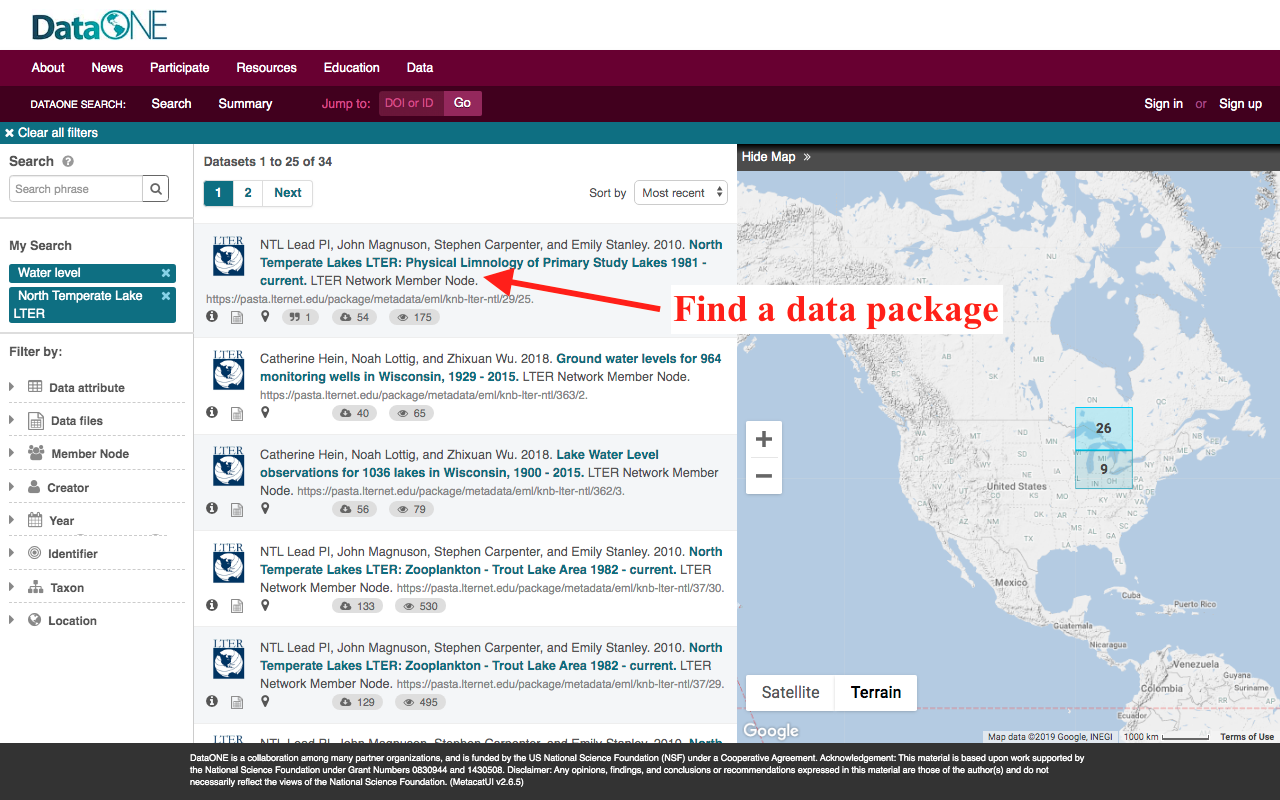 DataONE
About News Participate Resources Education Data
DATAONE SEARCH: Search Summary Jump to: DOI or ID Go Sign in or Sign up
✖ Clear all filters
Search ?
Search phrase
My Search
Water level ✖
North Temperate Lake ✖
LTER
Filter by:
Data attribute
Data files
Member Node
Creator
Year
Identifier
Taxon
Location
Datasets 1 to 25 of 34
1 2 Next Sort by Most recent
LTER
NTL Lead PI, John Magnuson, Stephen Carpenter, and Emily Stanley. 2010. North
Temperate Lakes LTER: Physical Limnology of Primary Study Lakes 1981 -
current. LTER Network Member Node.
https://pasta.lternet.edu/package/metadata/eml/knb-lter-ntl/29/25.
1 54 175
LTER
Catherine Hein, Noah Lottig, and Zhixuan Wu. 2018. Ground water levels for 964
monitoring wells in Wisconsin, 1929 - 2015. LTER Network Member Node.
https://pasta.lternet.edu/package/metadata/eml/knb-lter-ntl/363/2.
40 65
LTER
Catherine Hein, Noah Lottig, and Zhixuan Wu. 2018. Lake Water Level
observations for 1036 lakes in Wisconsin, 1900 - 2015. LTER Network Member
Node. https://pasta.lternet.edu/package/metadata/eml/knb-lter-ntl/362/3.
56 79
LTER
NTL Lead PI, John Magnuson, Stephen Carpenter, and Emily Stanley. 2010. North
Temperate Lakes LTER: Zooplankton - Trout Lake Area 1982 - current. LTER
Network Member Node. https://pasta.lternet.edu/package/metadata/eml/knb-lter-ntl/37/30.
133 530
LTER
NTL Lead PI, John Magnuson, Stephen Carpenter, and Emily Stanley. 2010. North
Temperate Lakes LTER: Zooplankton - Trout Lake Area 1982 - current. LTER
Network Member Node. https://pasta.lternet.edu/package/metadata/eml/knb-lter-ntl/37/29.
129 495
LTER
NTL Lead PI, John Magnuson, Stephen Carpenter, and Emily Stanley. 2010. North
Hide Map »
Find a data package
AK
YT
NT
NU
BC
AB
MB
SK
ON
QC
NL
26
9
WA
MT
ND
MN
United States
Mexico
Cuba
Puerto Rico
Guatemala
Nicaragua
Venezuela
Guyana
Colombia
Suriname
Ecuador
+
−
Satellite Terrain
Google
Map data ©2019 Google, INEGI 1000 km Terms of Use
DataONE is a collaboration among many partner organizations, and is funded by the US National Science Foundation (NSF) under a Cooperative Agreement. Acknowledgement: This material is based upon work supported by
the National Science Foundation under Grant Numbers 0830944 and 1430508. Disclaimer: Any opinions, findings, and conclusions or recommendations expressed in this material are those of the author(s) and do not
necessarily reflect the views of the National Science Foundation. (MetacatUI v2.6.5)